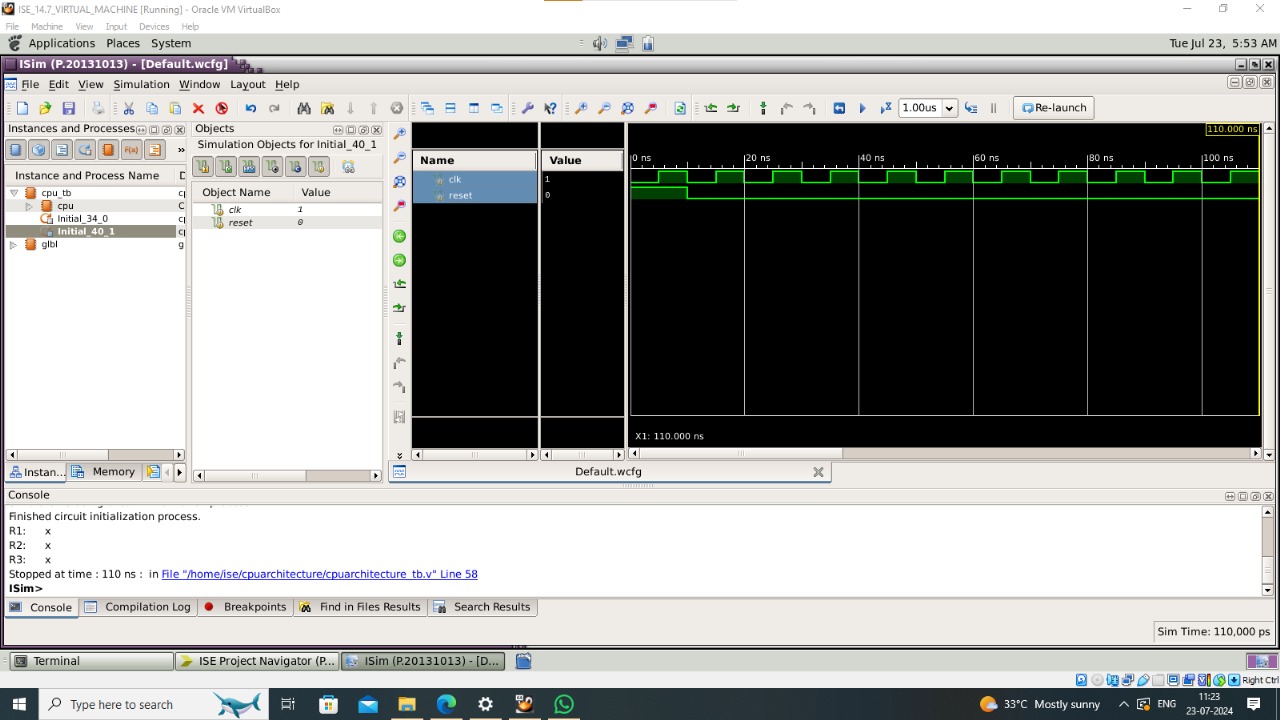 ISE_14.7_VIRTUAL_MACHINE [Running] - Oracle VM VirtualBox
File Machine View Input Devices Help
Applications Places System Tue Jul 23, 5:53 AM
ISim (P.20131013) - [Default.wcfg]
File Edit View Simulation Window Layout Help
1.00us Re-launch
Instances and Processes
Instance and Process Name D
cpu_tb
cpu C
Initial_34_0
Initial_40_1
glbl g
Instan... Memory
Objects
Simulation Objects for Initial_40_1
Object Name Value
clk 1
reset 0
Name Value
clk 1
reset 0
110.000 ns
0 ns 20 ns 40 ns 60 ns 80 ns 100 ns
X1: 110.000 ns
Default.wcfg
Console
Finished circuit initialization process.
R1: x
R2: x
R3: x
Stopped at time : 110 ns : in File "/home/ise/cpuarchitecture/cpuarchitecture_tb.v" Line 58
ISim>
Console Compilation Log Breakpoints Find in Files Results Search Results
Sim Time: 110,000 ps
Terminal ISE Project Navigator (P... ISim (P.20131013) - [D...
Right Ctrl
Type here to search 33°C Mostly sunny ENG 11:23
23-07-2024